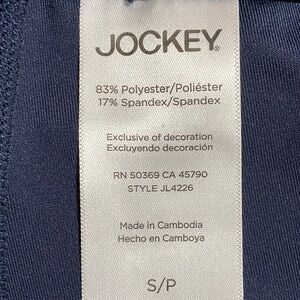 JOCKEY®
83% Polyester/Poliéster
17% Spandex/Spandex
Exclusive of decoration
Excluyendo decoración
RN 50369 CA 45790
STYLE JL4226
Made in Cambodia
Hecho en Camboya
S/P